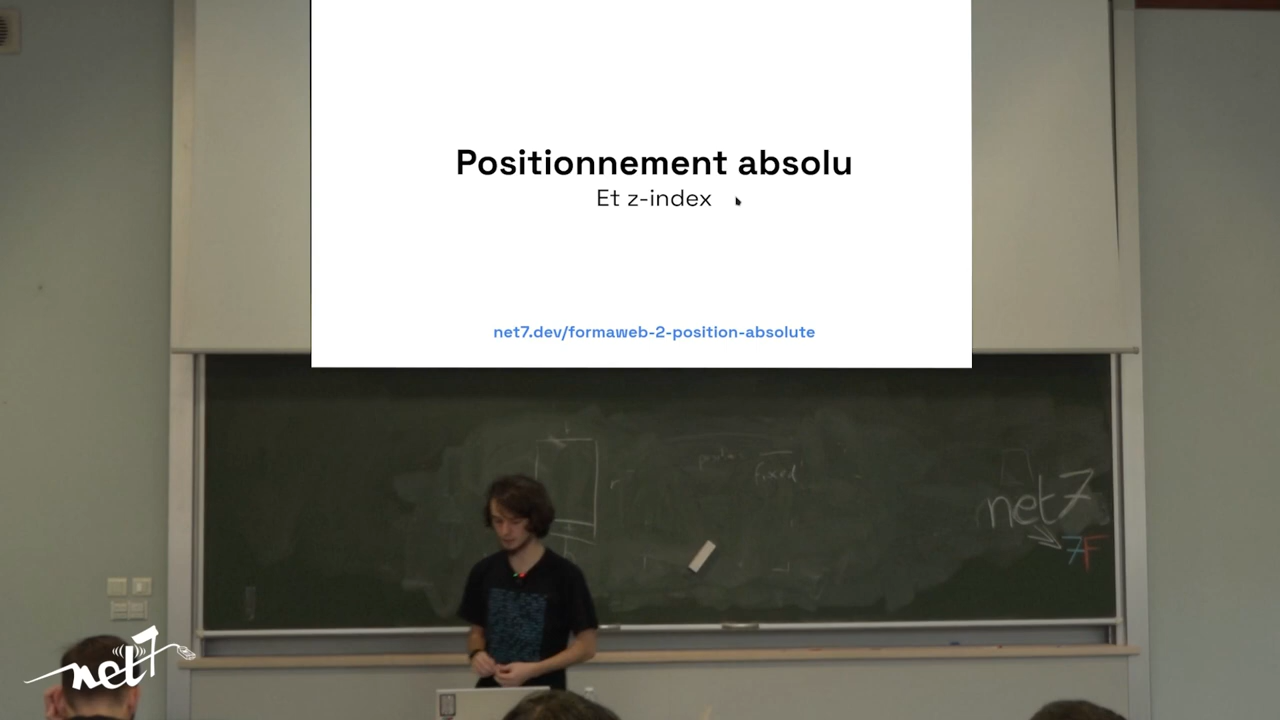 Positionnement absolu
Et z-index
net7.dev/formaweb-2-position-absolute
fixed
net7
7F
net7